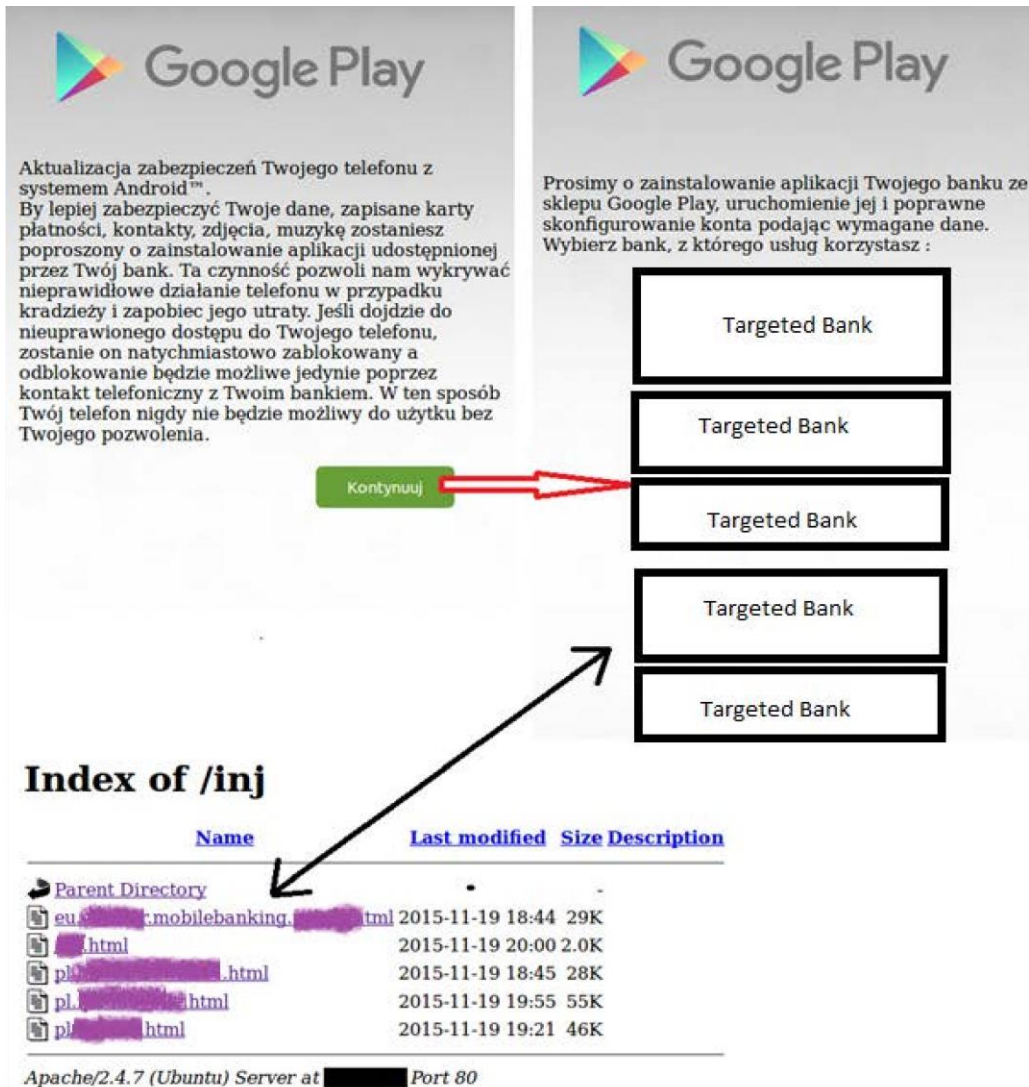 Google Play
Aktualizacja zabezpieczeń Twojego telefonu z
systemem Android™.
By lepiej zabezpieczyć Twoje dane, zapisane karty
płatności, kontakty, zdjęcia, muzykę zostaniesz
poproszony o zainstalowanie aplikacji udostępnionej
przez Twój bank. Ta czynność pozwoli nam wykrywać
nieprawidłowe działanie telefonu w przypadku
kradzieży i zapobiec jego utraty. Jeśli dojdzie do
nieuprawionego dostępu do Twojego telefonu,
zostanie on natychmiastowo zablokowany a
odblokowanie będzie możliwe jedynie poprzez
kontakt telefoniczny z Twoim bankiem. W ten sposób
Twój telefon nigdy nie będzie możliwy do użytku bez
Twojego pozwolenia.
Kontynuuj
Google Play
Prosimy o zainstalowanie aplikacji Twojego banku ze
sklepu Google Play, uruchomienie jej i poprawne
skonfigurowanie konta podając wymagane dane.
Wybierz bank, z którego usług korzystasz :
Targeted Bank
Targeted Bank
Targeted Bank
Targeted Bank
Targeted Bank
Index of /inj
Name Last modified Size Description
Parent Directory -
eu. r.mobilebanking. tml 2015-11-19 18:44 29K
.html 2015-11-19 20:00 2.0K
pl. .html 2015-11-19 18:45 28K
pl. html 2015-11-19 19:55 55K
pl html 2015-11-19 19:21 46K
Apache/2.4.7 (Ubuntu) Server at Port 80